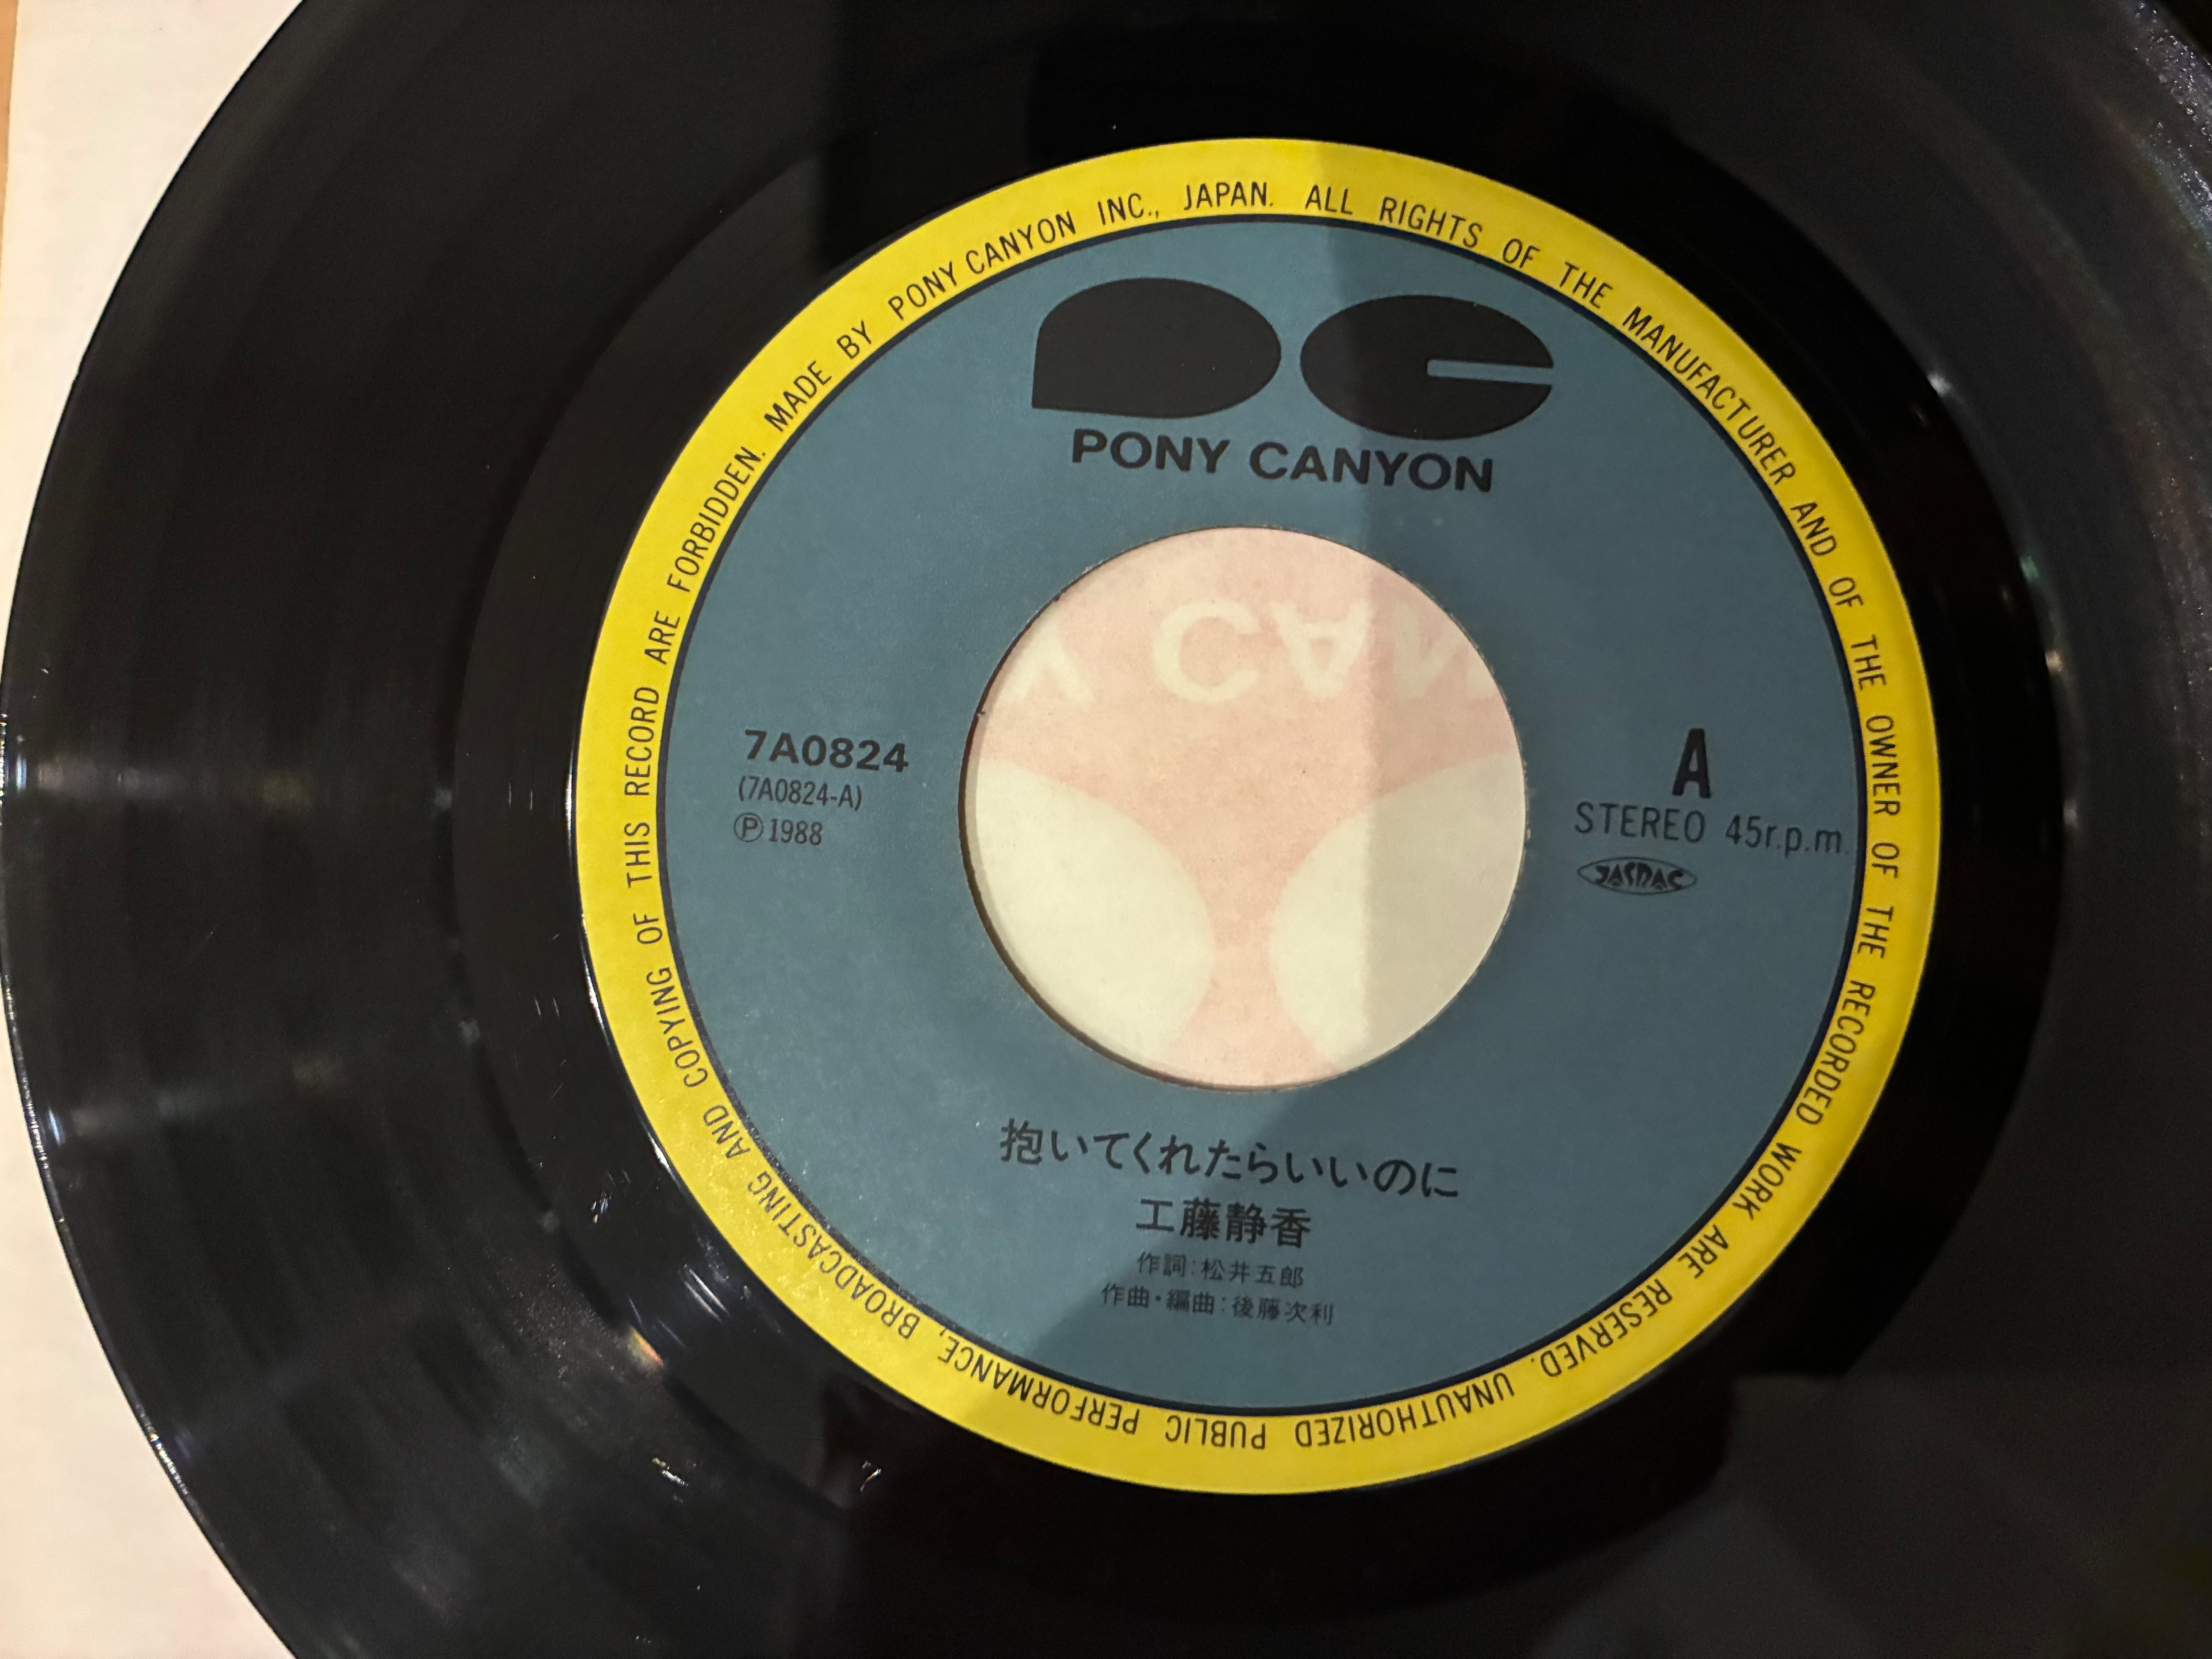 MADE BY PONY CANYON INC., JAPAN. ALL RIGHTS OF THE MANUFACTURER AND OF THE OWNER OF THE RECORDED WORK ARE RESERVED. UNAUTHORIZED PUBLIC PERFORMANCE, BROADCASTING AND COPYING OF THIS RECORD ARE FORBIDDEN.
PC
PONY CANYON
Y CAN
7A0824
(7A0824-A)
Ⓟ1988
A
STEREO 45r.p.m.
JASRAC
抱いてくれたらいいのに
工藤静香
作詞:松井五郎
作曲・編曲:後藤次利